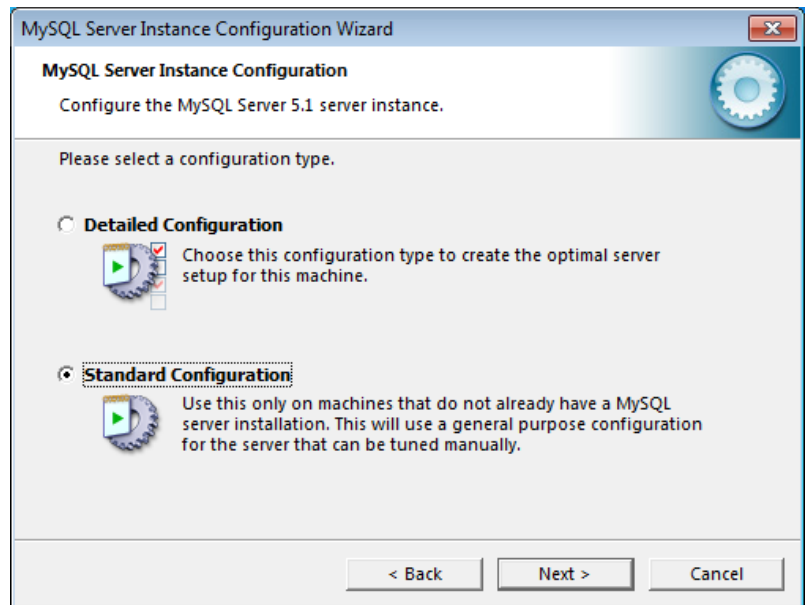 MySQL Server Instance Configuration Wizard
MySQL Server Instance Configuration
Configure the MySQL Server 5.1 server instance.
Please select a configuration type.
Detailed Configuration
Choose this configuration type to create the optimal server
setup for this machine.
Standard Configuration
Use this only on machines that do not already have a MySQL
server installation. This will use a general purpose configuration
for the server that can be tuned manually.
< Back
Next >
Cancel